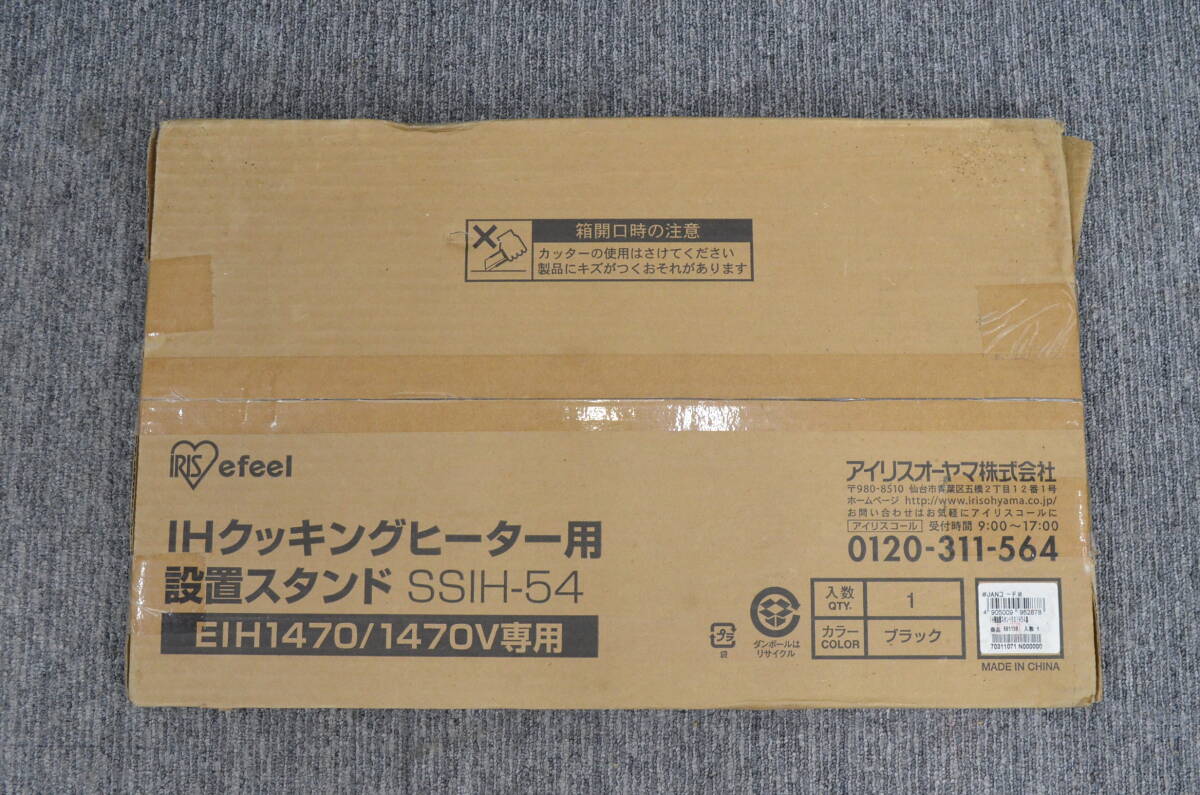 箱開口時の注意
カッターの使用はさけてください
製品にキズがつくおそれがあります
IRIS efeel
IHクッキングヒーター用
設置スタンド SSIH-54
EIH1470/1470V専用
アイリスオーヤマ株式会社
〒980-8510 仙台市青葉区五橋2丁目12番1号
ホームページ http://www.irisohyama.co.jp/
お問い合わせはお気軽にアイリスコールに
アイリスコール 受付時間 9:00〜17:00
0120-311-564
プラ
袋
ダンボールは
リサイクル
入数
QTY.
1
カラー
COLOR
ブラック
4 905009 962878
70311071 N000000
MADE IN CHINA